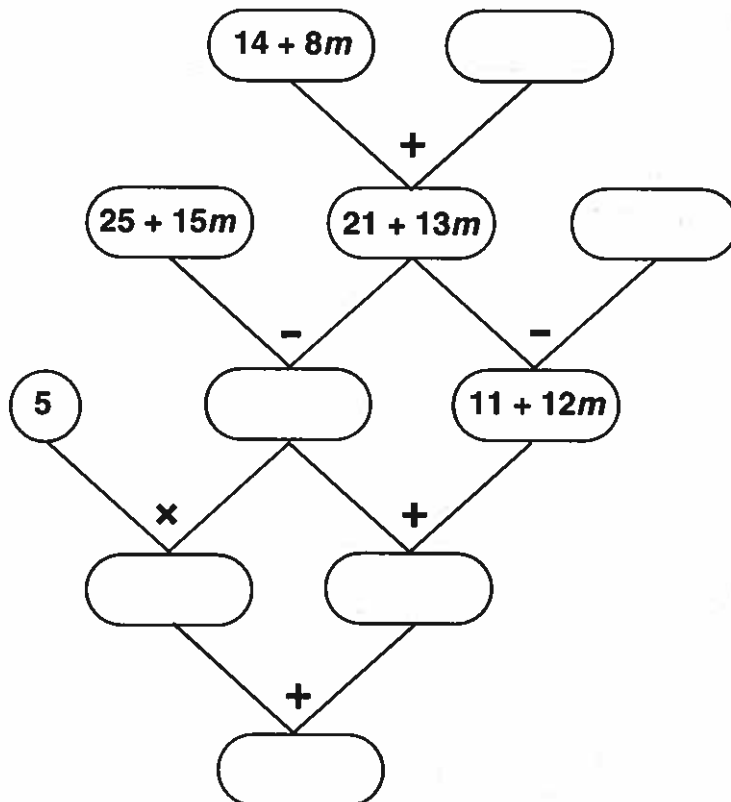 14 + 8m
+
25 + 15m 21 + 13m
− −
5 11 + 12m
× +
+